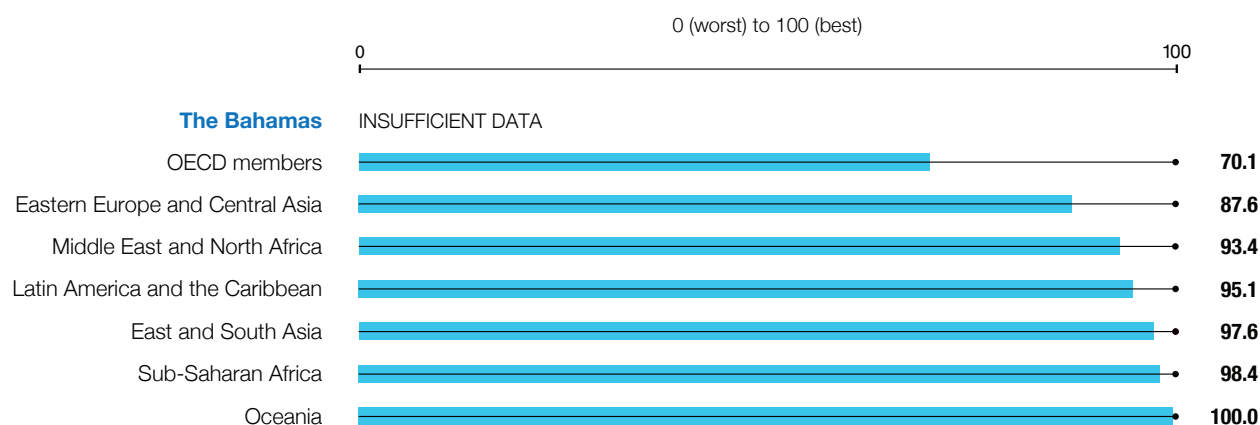 0 (worst) to 100 (best)
0 100
The Bahamas INSUFFICIENT DATA
OECD members 70.1
Eastern Europe and Central Asia 87.6
Middle East and North Africa 93.4
Latin America and the Caribbean 95.1
East and South Asia 97.6
Sub-Saharan Africa 98.4
Oceania 100.0